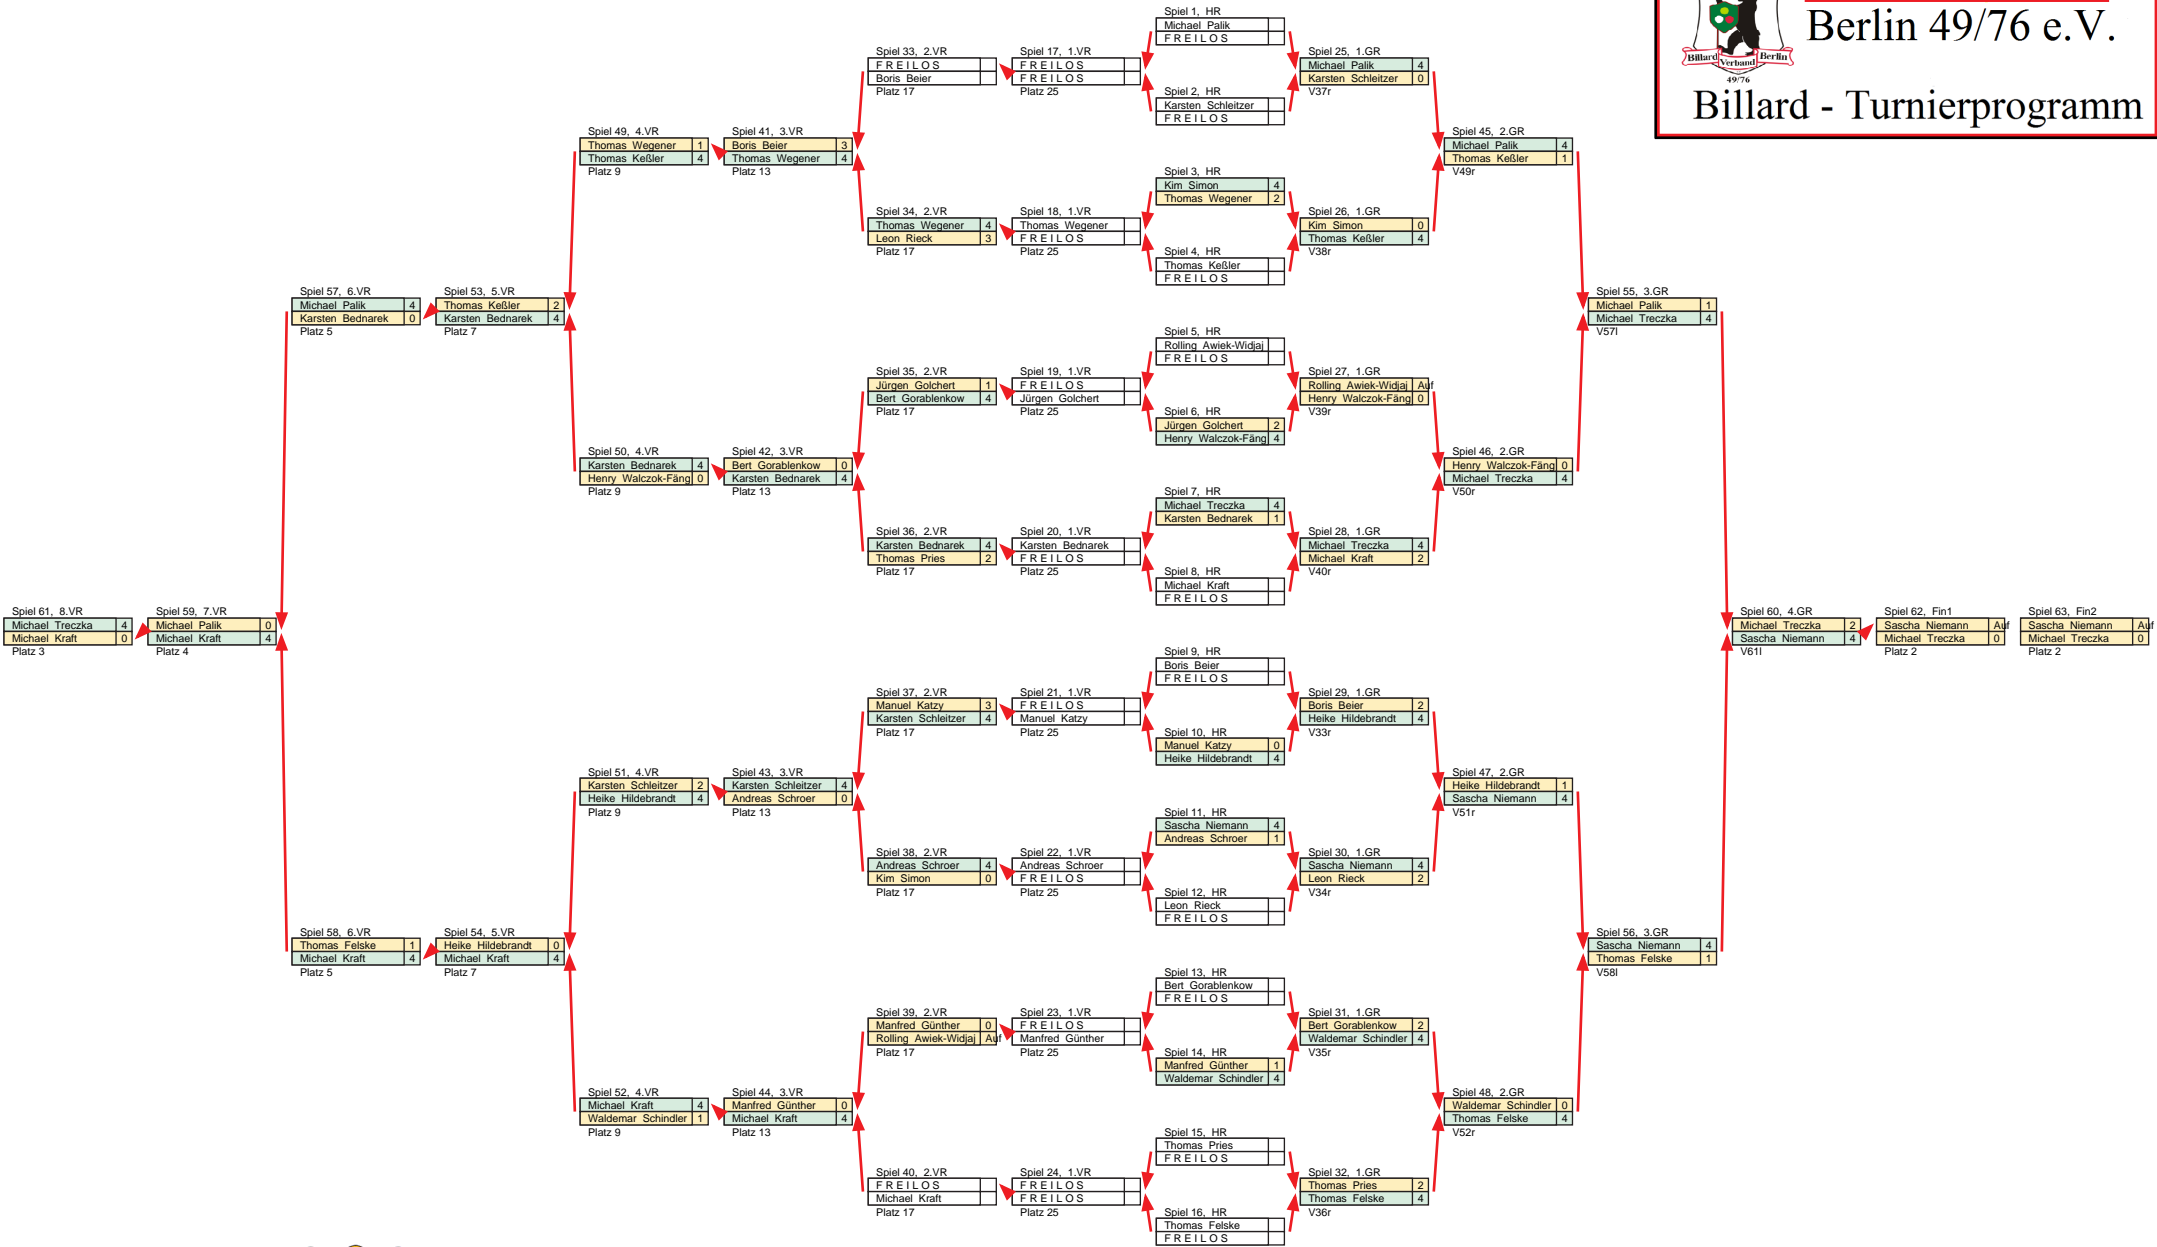 Berlin 49/76 e.V.
Billard Verband Berlin
49/76
Billard - Turnierprogramm
Spiel 61, 8.VR
Michael Treczka 4
Michael Kraft 0
Platz 3
Spiel 59, 7.VR
Michael Palik 0
Michael Kraft 4
Platz 4
Spiel 57, 6.VR
Michael Palik 4
Karsten Bednarek 0
Platz 5
Spiel 58, 6.VR
Thomas Felske 1
Michael Kraft 4
Platz 5
Spiel 53, 5.VR
Thomas Keßler 2
Karsten Bednarek 4
Platz 7
Spiel 54, 5.VR
Heike Hildebrandt 0
Michael Kraft 4
Platz 7
Spiel 49, 4.VR
Thomas Wegener 1
Thomas Keßler 4
Platz 9
Spiel 50, 4.VR
Karsten Bednarek 4
Henry Walczok-Fäng 0
Platz 9
Spiel 51, 4.VR
Karsten Schleitzer 2
Heike Hildebrandt 4
Platz 9
Spiel 52, 4.VR
Michael Kraft 4
Waldemar Schindler 1
Platz 9
Spiel 41, 3.VR
Boris Beier 3
Thomas Wegener 4
Platz 13
Spiel 42, 3.VR
Bert Gorablenkow 0
Karsten Bednarek 4
Platz 13
Spiel 43, 3.VR
Karsten Schleitzer 4
Andreas Schroer 0
Platz 13
Spiel 44, 3.VR
Manfred Günther 0
Michael Kraft 4
Platz 13
Spiel 33, 2.VR
F R E I L O S
Boris Beier
Platz 17
Spiel 34, 2.VR
Thomas Wegener 4
Leon Rieck 3
Platz 17
Spiel 35, 2.VR
Jürgen Golchert 1
Bert Gorablenkow 4
Platz 17
Spiel 36, 2.VR
Karsten Bednarek 4
Thomas Pries 2
Platz 17
Spiel 37, 2.VR
Manuel Katzy 3
Karsten Schleitzer 4
Platz 17
Spiel 38, 2.VR
Andreas Schroer 4
Kim Simon 0
Platz 17
Spiel 39, 2.VR
Manfred Günther 0
Rolling Awiek-Widjaj Auf
Platz 17
Spiel 40, 2.VR
F R E I L O S
Michael Kraft
Platz 17
Spiel 17, 1.VR
F R E I L O S
F R E I L O S
Platz 25
Spiel 18, 1.VR
Thomas Wegener
F R E I L O S
Platz 25
Spiel 19, 1.VR
F R E I L O S
Jürgen Golchert
Platz 25
Spiel 20, 1.VR
Karsten Bednarek
F R E I L O S
Platz 25
Spiel 21, 1.VR
F R E I L O S
Manuel Katzy
Platz 25
Spiel 22, 1.VR
Andreas Schroer
F R E I L O S
Platz 25
Spiel 23, 1.VR
F R E I L O S
Manfred Günther
Platz 25
Spiel 24, 1.VR
F R E I L O S
F R E I L O S
Platz 25
Spiel 1, HR
Michael Palik
F R E I L O S
Spiel 2, HR
Karsten Schleitzer
F R E I L O S
Spiel 3, HR
Kim Simon 4
Thomas Wegener 2
Spiel 4, HR
Thomas Keßler
F R E I L O S
Spiel 5, HR
Rolling Awiek-Widjaj
F R E I L O S
Spiel 6, HR
Jürgen Golchert 2
Henry Walczok-Fäng 4
Spiel 7, HR
Michael Treczka 4
Karsten Bednarek 1
Spiel 8, HR
Michael Kraft
F R E I L O S
Spiel 9, HR
Boris Beier
F R E I L O S
Spiel 10, HR
Manuel Katzy 0
Heike Hildebrandt 4
Spiel 11, HR
Sascha Niemann 4
Andreas Schroer 1
Spiel 12, HR
Leon Rieck
F R E I L O S
Spiel 13, HR
Bert Gorablenkow
F R E I L O S
Spiel 14, HR
Manfred Günther 1
Waldemar Schindler 4
Spiel 15, HR
Thomas Pries
F R E I L O S
Spiel 16, HR
Thomas Felske
F R E I L O S
Spiel 25, 1.GR
Michael Palik 4
Karsten Schleitzer 0
V37r
Spiel 26, 1.GR
Kim Simon 0
Thomas Keßler 4
V38r
Spiel 27, 1.GR
Rolling Awiek-Widjaj Auf
Henry Walczok-Fäng 0
V39r
Spiel 28, 1.GR
Michael Treczka 4
Michael Kraft 2
V40r
Spiel 29, 1.GR
Boris Beier 2
Heike Hildebrandt 4
V33r
Spiel 30, 1.GR
Sascha Niemann 4
Leon Rieck 2
V34r
Spiel 31, 1.GR
Bert Gorablenkow 2
Waldemar Schindler 4
V35r
Spiel 32, 1.GR
Thomas Pries 2
Thomas Felske 4
V36r
Spiel 45, 2.GR
Michael Palik 4
Thomas Keßler 1
V49r
Spiel 46, 2.GR
Henry Walczok-Fäng 0
Michael Treczka 4
V50r
Spiel 47, 2.GR
Heike Hildebrandt 1
Sascha Niemann 4
V51r
Spiel 48, 2.GR
Waldemar Schindler 0
Thomas Felske 4
V52r
Spiel 55, 3.GR
Michael Palik 1
Michael Treczka 4
V57l
Spiel 56, 3.GR
Sascha Niemann 4
Thomas Felske 1
V58l
Spiel 60, 4.GR
Michael Treczka 2
Sascha Niemann 4
V61l
Spiel 62, Fin1
Sascha Niemann Auf
Michael Treczka 0
Platz 2
Spiel 63, Fin2
Sascha Niemann Auf
Michael Treczka 0
Platz 2